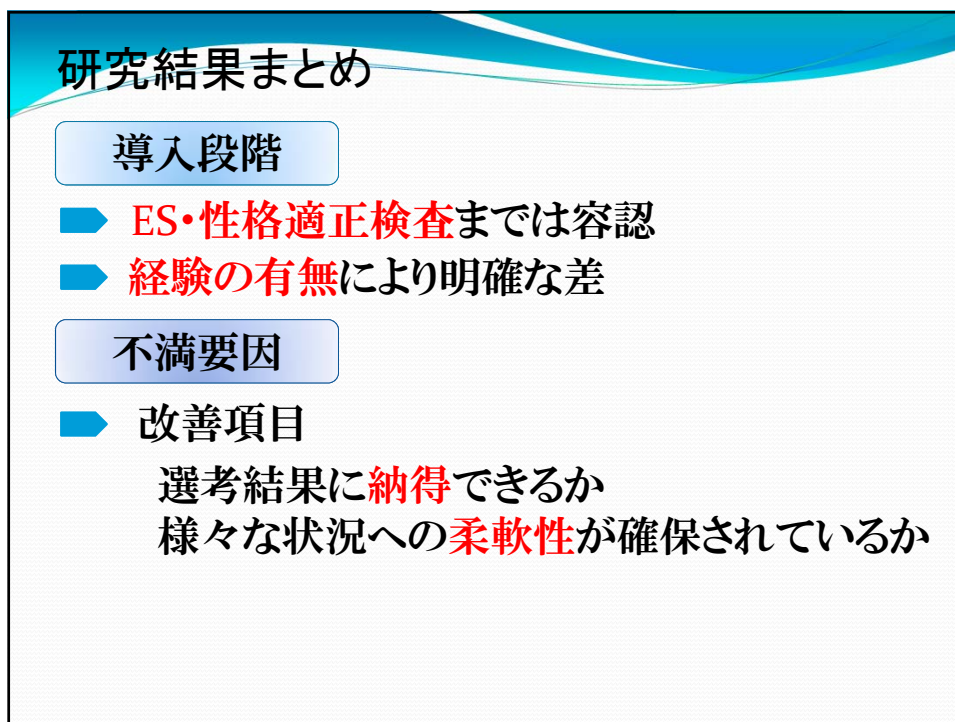 研究結果まとめ
導入段階
ES・性格適正検査までは容認
経験の有無により明確な差
不満要因
改善項目
選考結果に納得できるか
様々な状況への柔軟性が確保されているか